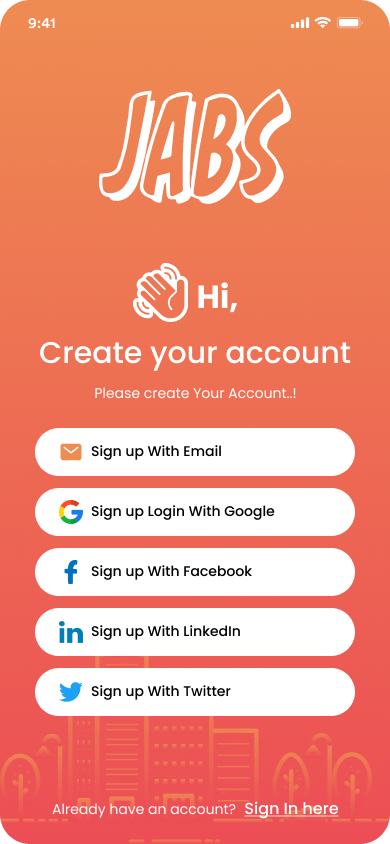 9:41
JABS
Hi,
Create your account
Please create Your Account..!
Sign up With Email
Sign up Login With Google
Sign up With Facebook
Sign up With LinkedIn
Sign up With Twitter
Already have an account? Sign In here